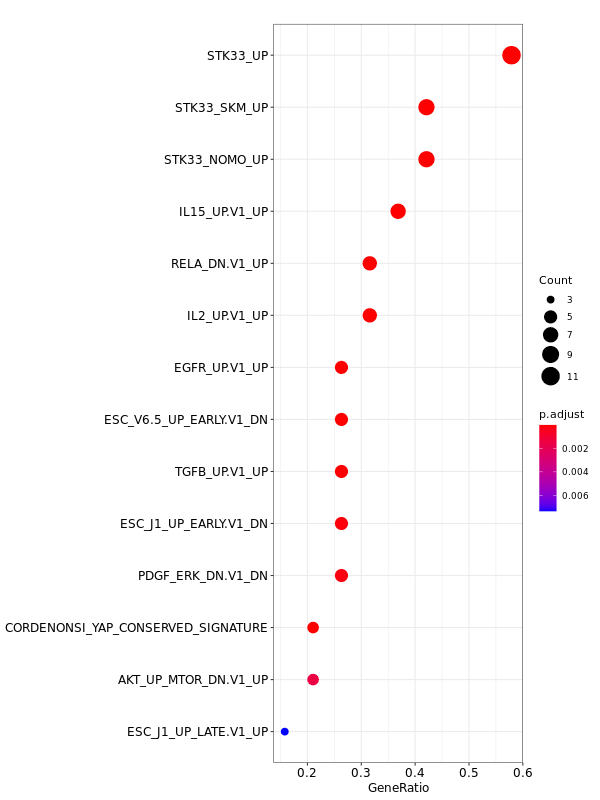 STK33_UP
STK33_SKM_UP
STK33_NOMO_UP
IL15_UP.V1_UP
RELA_DN.V1_UP
IL2_UP.V1_UP
EGFR_UP.V1_UP
ESC_V6.5_UP_EARLY.V1_DN
TGFB_UP.V1_UP
ESC_J1_UP_EARLY.V1_DN
PDGF_ERK_DN.V1_DN
CORDENONSI_YAP_CONSERVED_SIGNATURE
AKT_UP_MTOR_DN.V1_UP
ESC_J1_UP_LATE.V1_UP
0.2 0.3 0.4 0.5 0.6
GeneRatio
Count
3
5
7
9
11
p.adjust
0.002
0.004
0.006